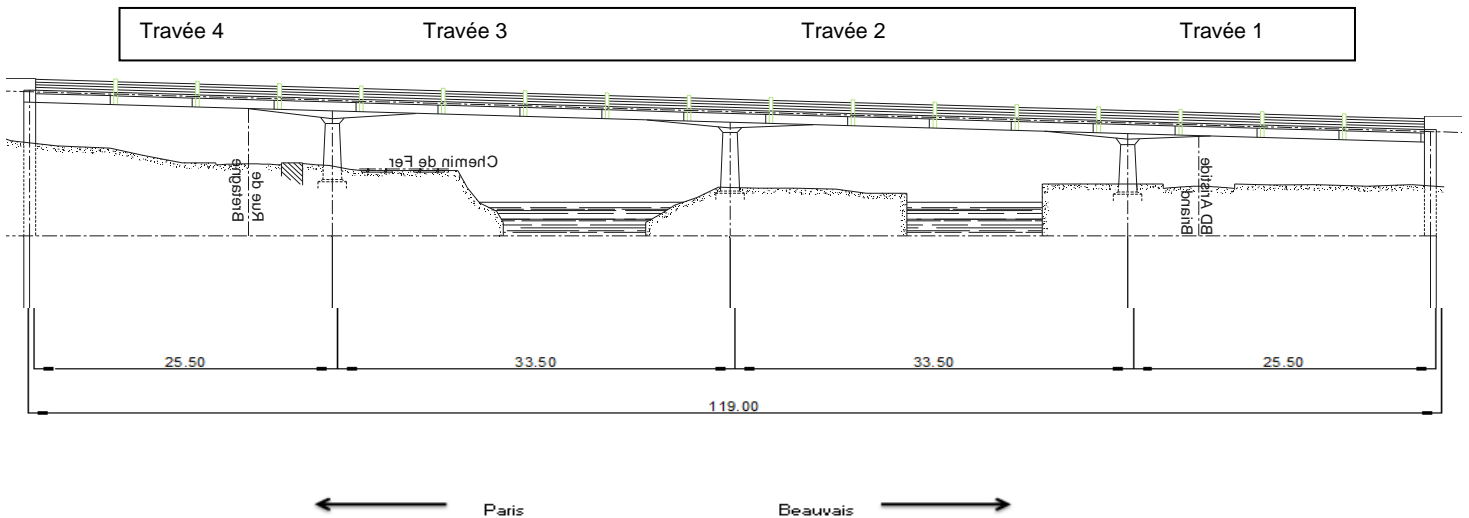 Travée 4 Travée 3 Travée 2 Travée 1
Rue de
Bretagne
Chemin de Fer
BD Aristide
Briand
25.50 33.50 33.50 25.50
119.00
Paris Beauvais